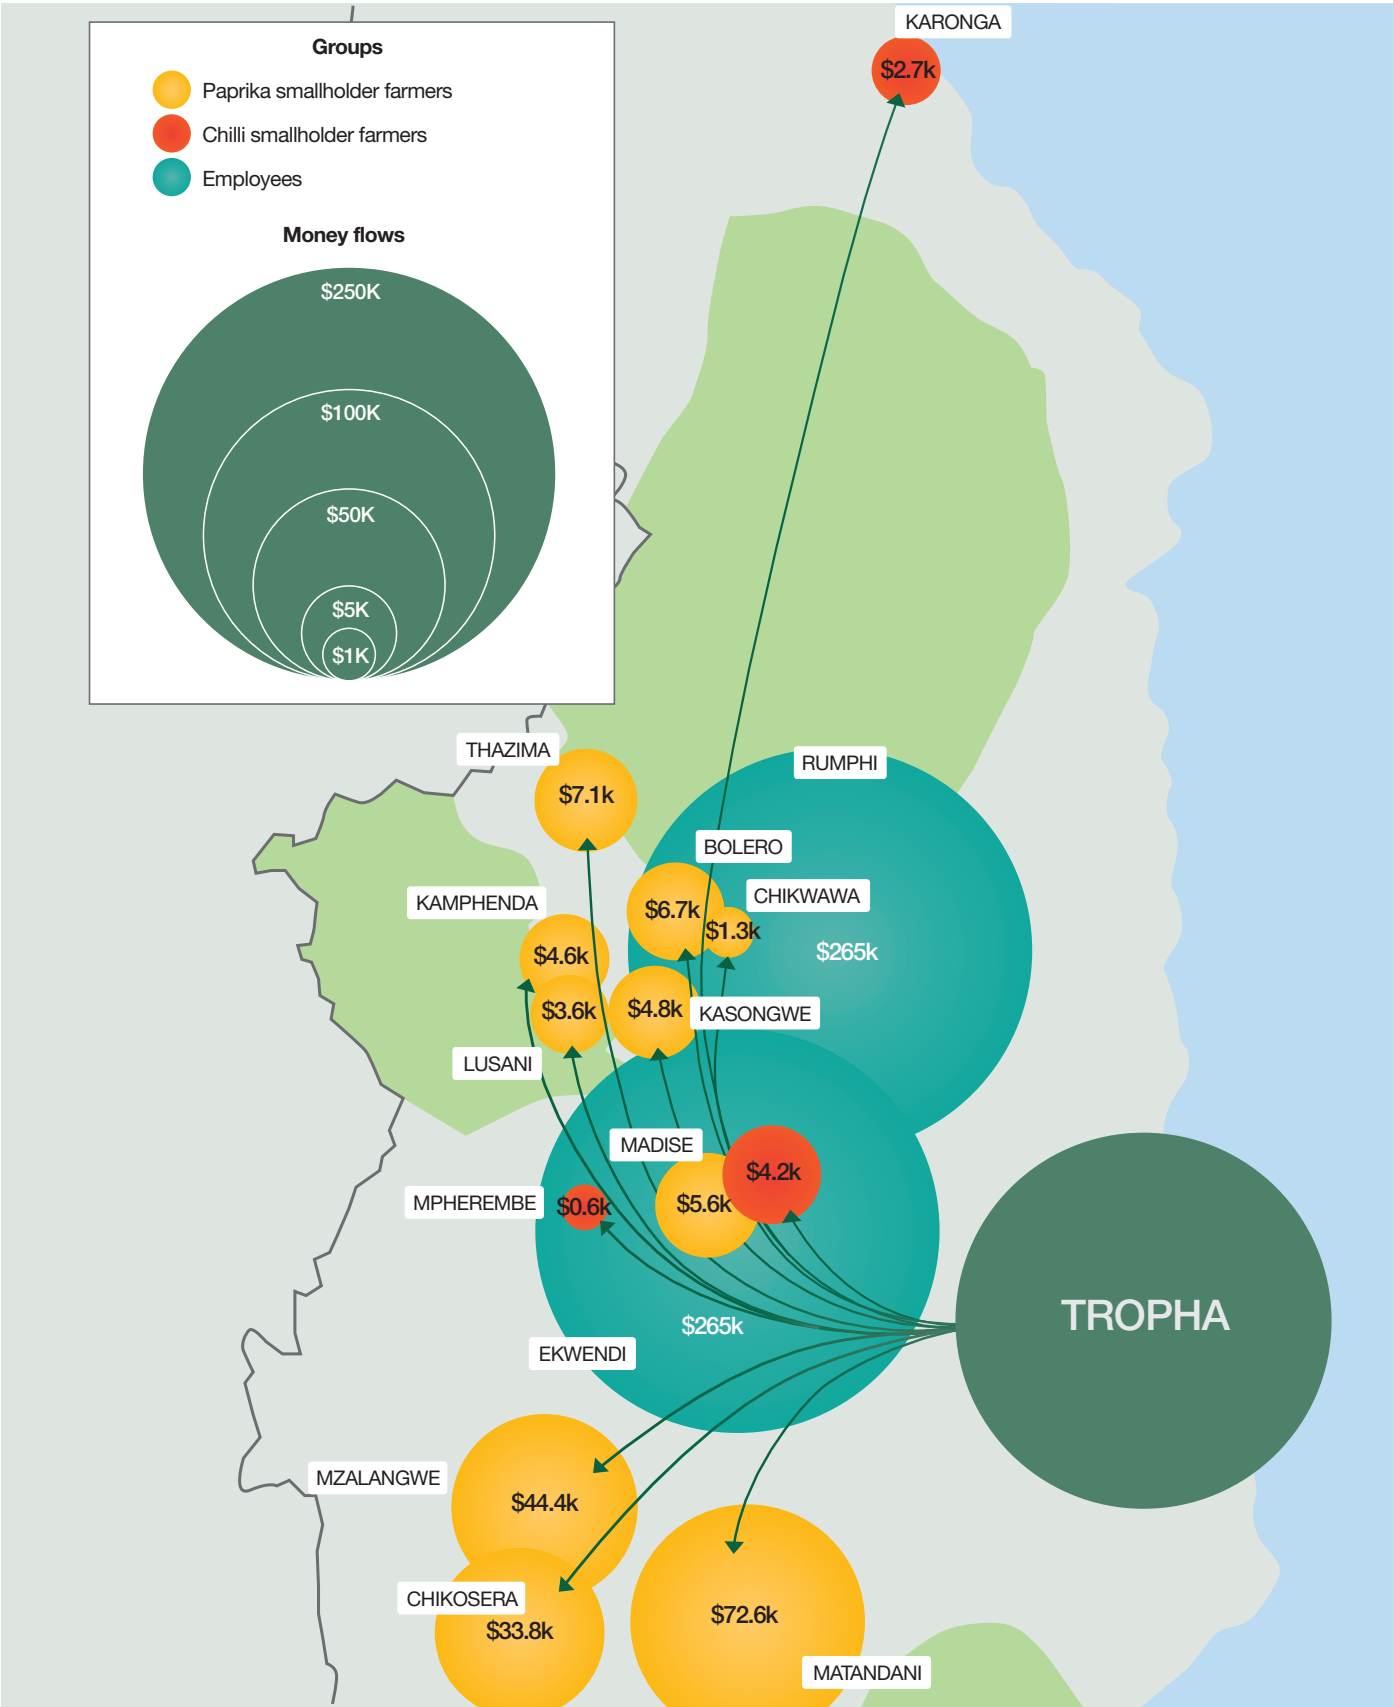 Groups
Paprika smallholder farmers
Chilli smallholder farmers
Employees
Money flows
$250K
$100K
$50K
$5K
$1K
KARONGA
$2.7k
THAZIMA
$7.1k
RUMPHI
BOLERO
CHIKWAWA
KAMPHENDA
$6.7k
$1.3k
$265k
$4.6k
$3.6k
$4.8k
KASONGWE
LUSANI
MADISE
$4.2k
MPHEREMBE
$0.6k
$5.6k
TROPHA
$265k
EKWENDI
MZALANGWE
$44.4k
CHIKOSERA
$33.8k
$72.6k
MATANDANI